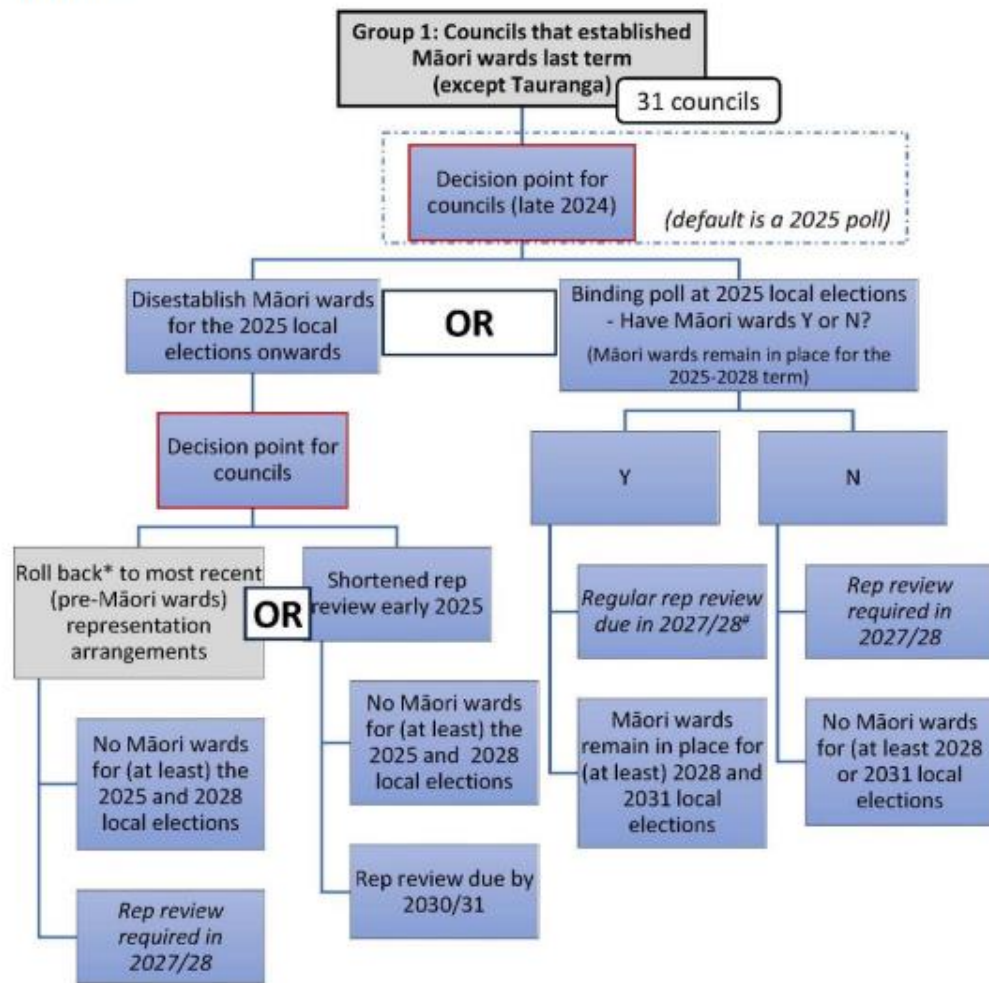 Group 1: Councils that established
Māori wards last term
(except Tauranga)
31 councils
Decision point for
councils (late 2024)
(default is a 2025 poll)
Disestablish Māori wards
for the 2025 local
elections onwards
OR
Binding poll at 2025 local elections
- Have Māori wards Y or N?
(Māori wards remain in place for the
2025-2028 term)
Decision point for
councils
Y
N
Roll back* to most recent
(pre-Māori wards)
representation
arrangements
OR
Shortened rep
review early 2025
Regular rep review
due in 2027/28#
Rep review
required in
2027/28
No Māori wards
for (at least) the
2025 and 2028
local elections
No Māori wards
for (at least) the
2025 and 2028
local elections
Māori wards
remain in place for
(at least) 2028 and
2031 local
elections
No Māori wards
for (at least 2028
or 2031 local
elections
Rep review
required in
2027/28
Rep review due by
2030/31